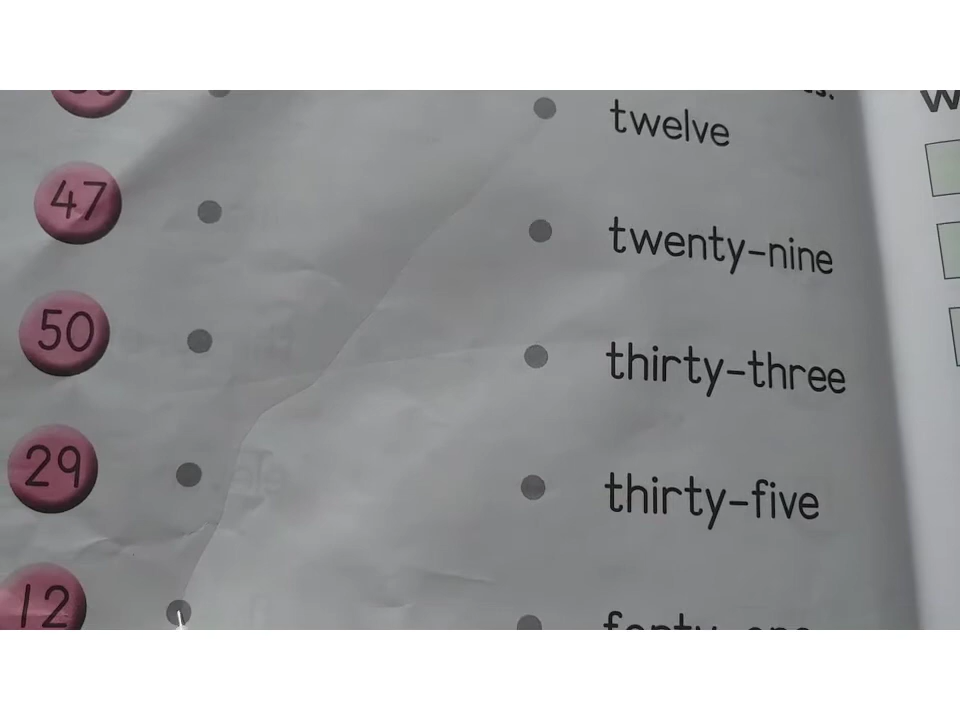 twelve
47
twenty-nine
50
thirty-three
29
thirty-five
12